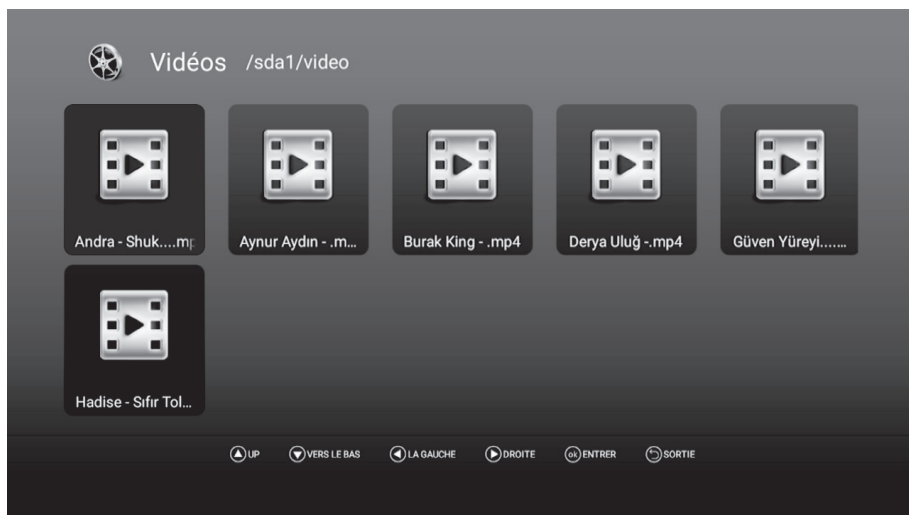 Vidéos /sda1/video
Andra - Shuk....mp
Aynur Aydın - .m...
Burak King - .mp4
Derya Uluğ -.mp4
Güven Yüreyi......
Hadise - Sıfır Tol...
UP VERS LE BAS LA GAUCHE DROITE ok ENTRER SORTIE